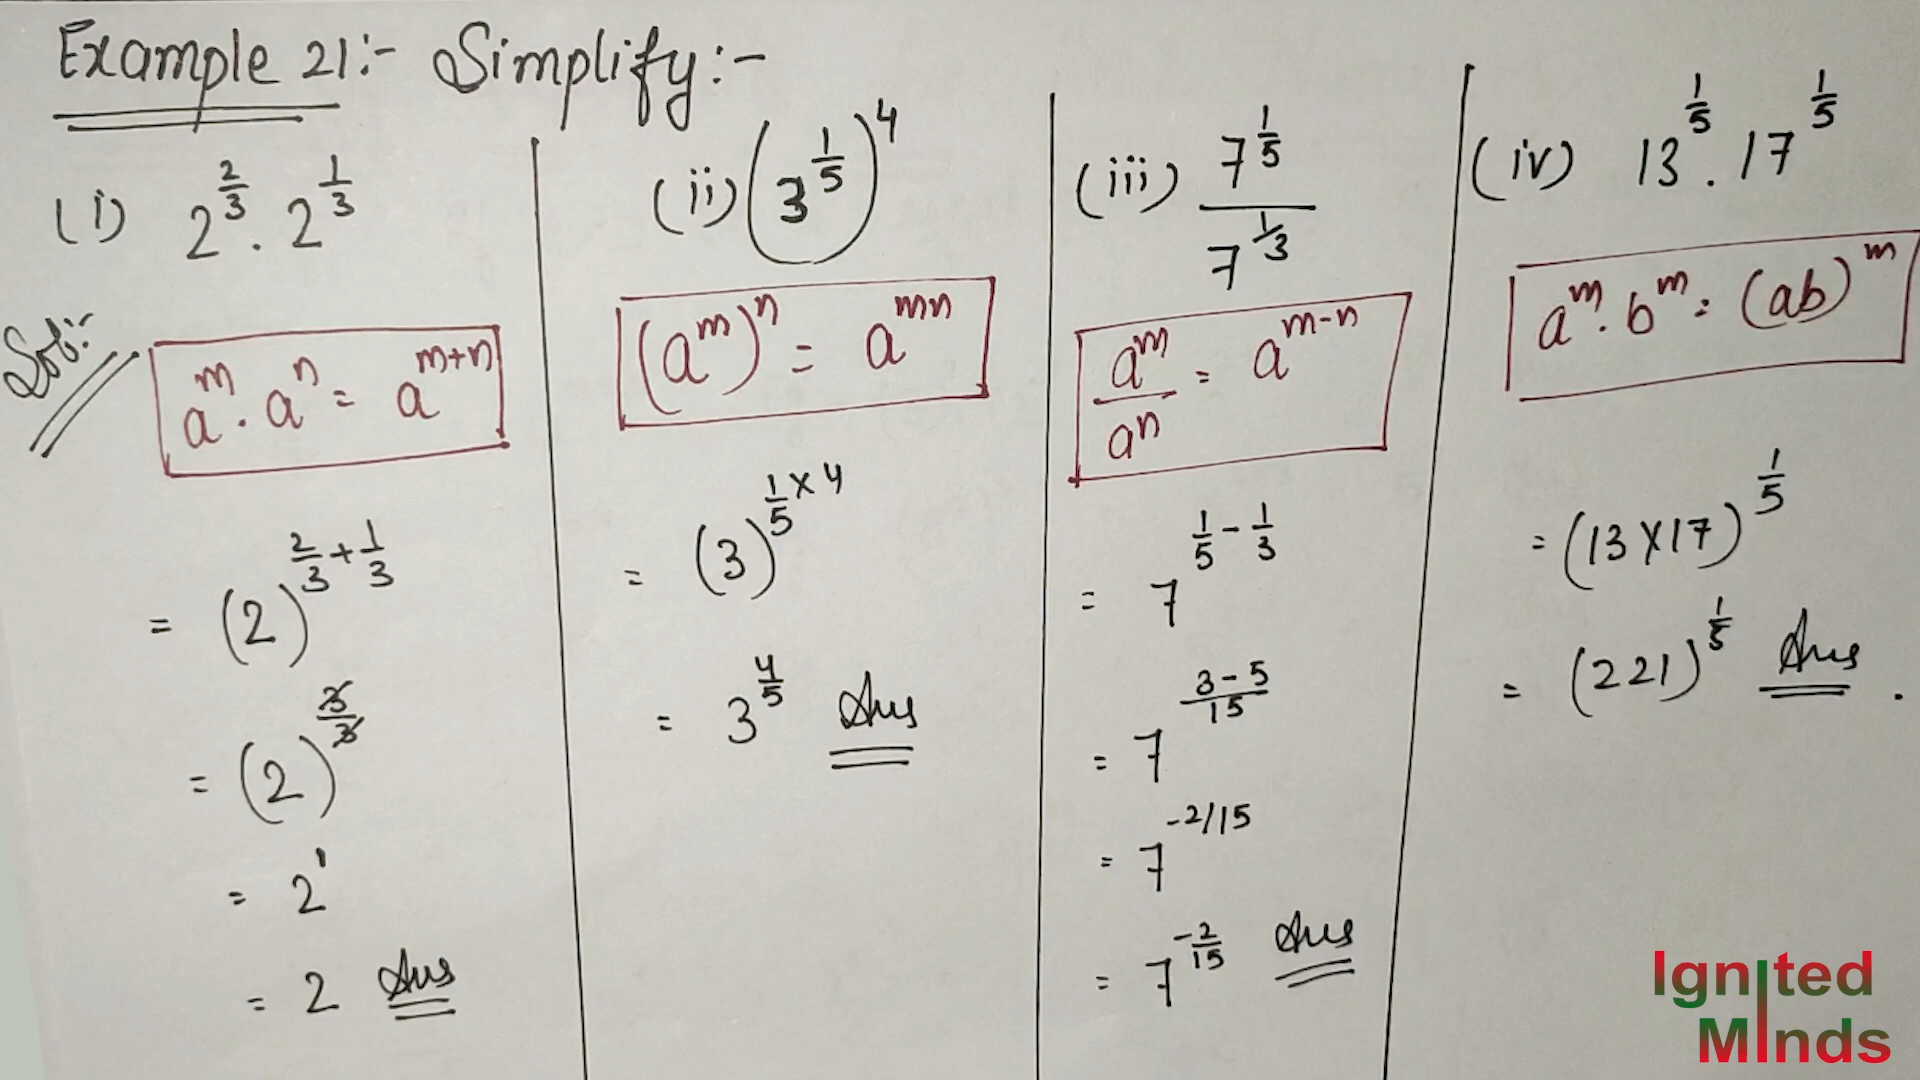 Example 21:- Simplify:-
(i) 2^(2/3) . 2^(1/3)
Sol:-
a^m . a^n = a^(m+n)
= (2)^(2/3 + 1/3)
= (2)^(3/3)
= 2^1
= 2 Ans
(ii) (3^(1/5))^4
(a^m)^n = a^(mn)
= (3)^(1/5 × 4)
= 3^(4/5) Ans
(iii) 7^(1/5) / 7^(1/3)
a^m / a^n = a^(m-n)
= 7^(1/5 - 1/3)
= 7^((3-5)/15)
= 7^(-2/15)
= 7^(-2/15) Ans
(iv) 13^(1/5) . 17^(1/5)
a^m . b^m = (ab)^m
= (13×17)^(1/5)
= (221)^(1/5) Ans.
Ignited
Minds